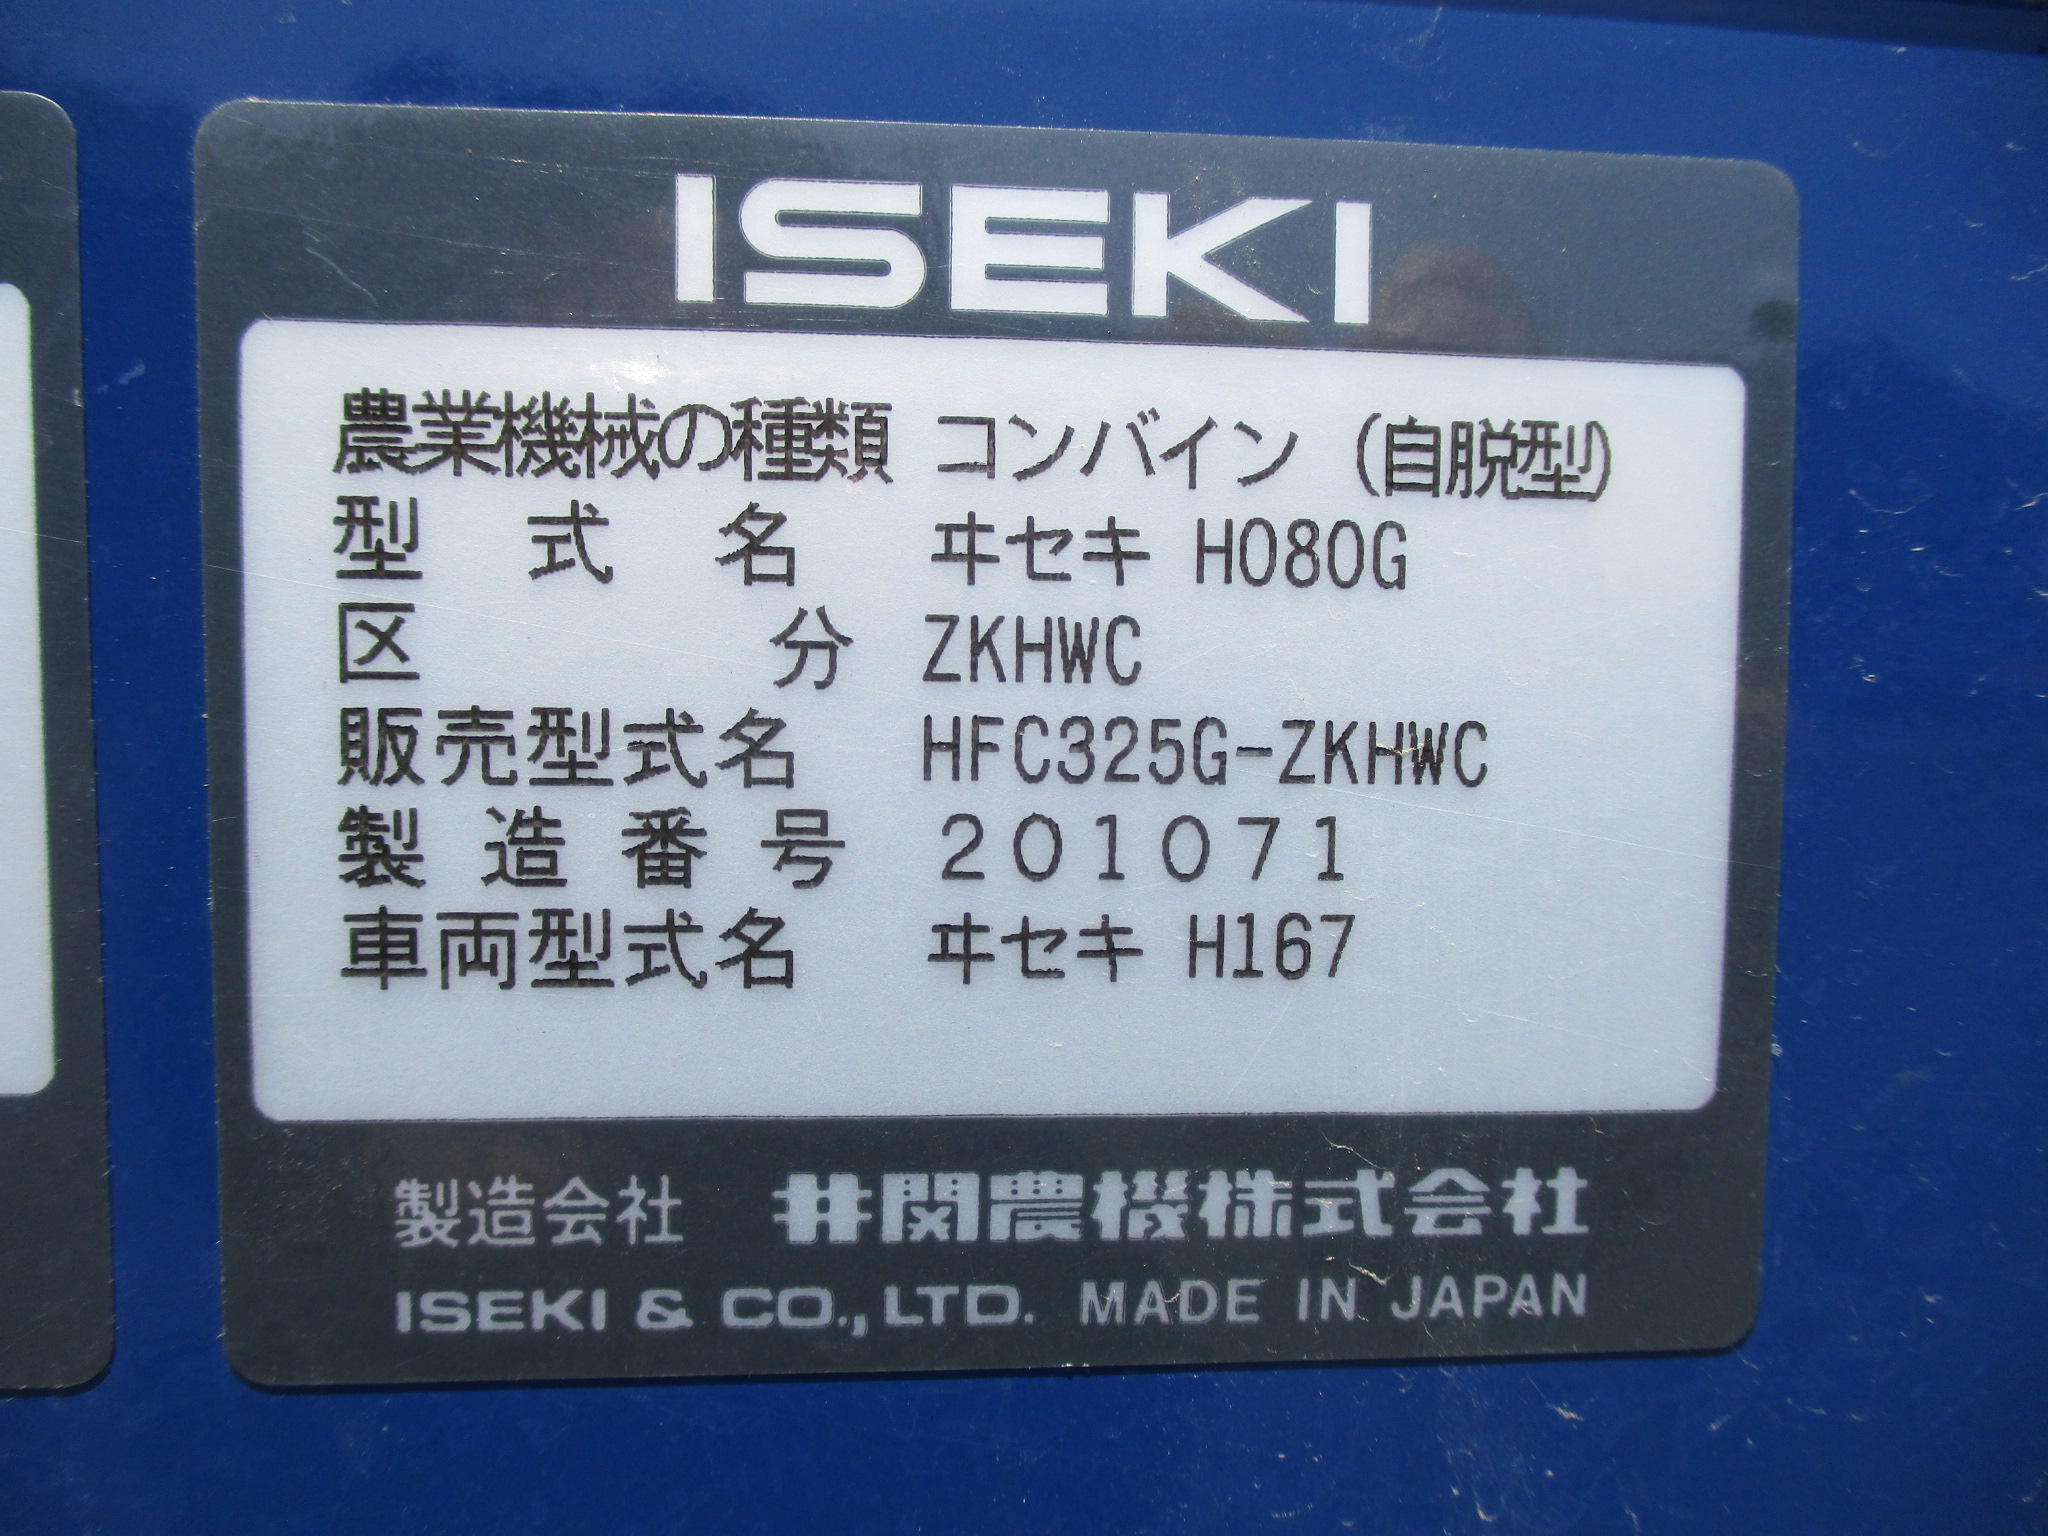 ISEKI
農業機械の種類 コンバイン（自脱型）
型式名 ヰセキ H080G
区分 ZKHWC
販売型式名 HFC325G-ZKHWC
製造番号 201071
車両型式名 ヰセキ H167
製造会社 井関農機株式会社
ISEKI & CO., LTD. MADE IN JAPAN